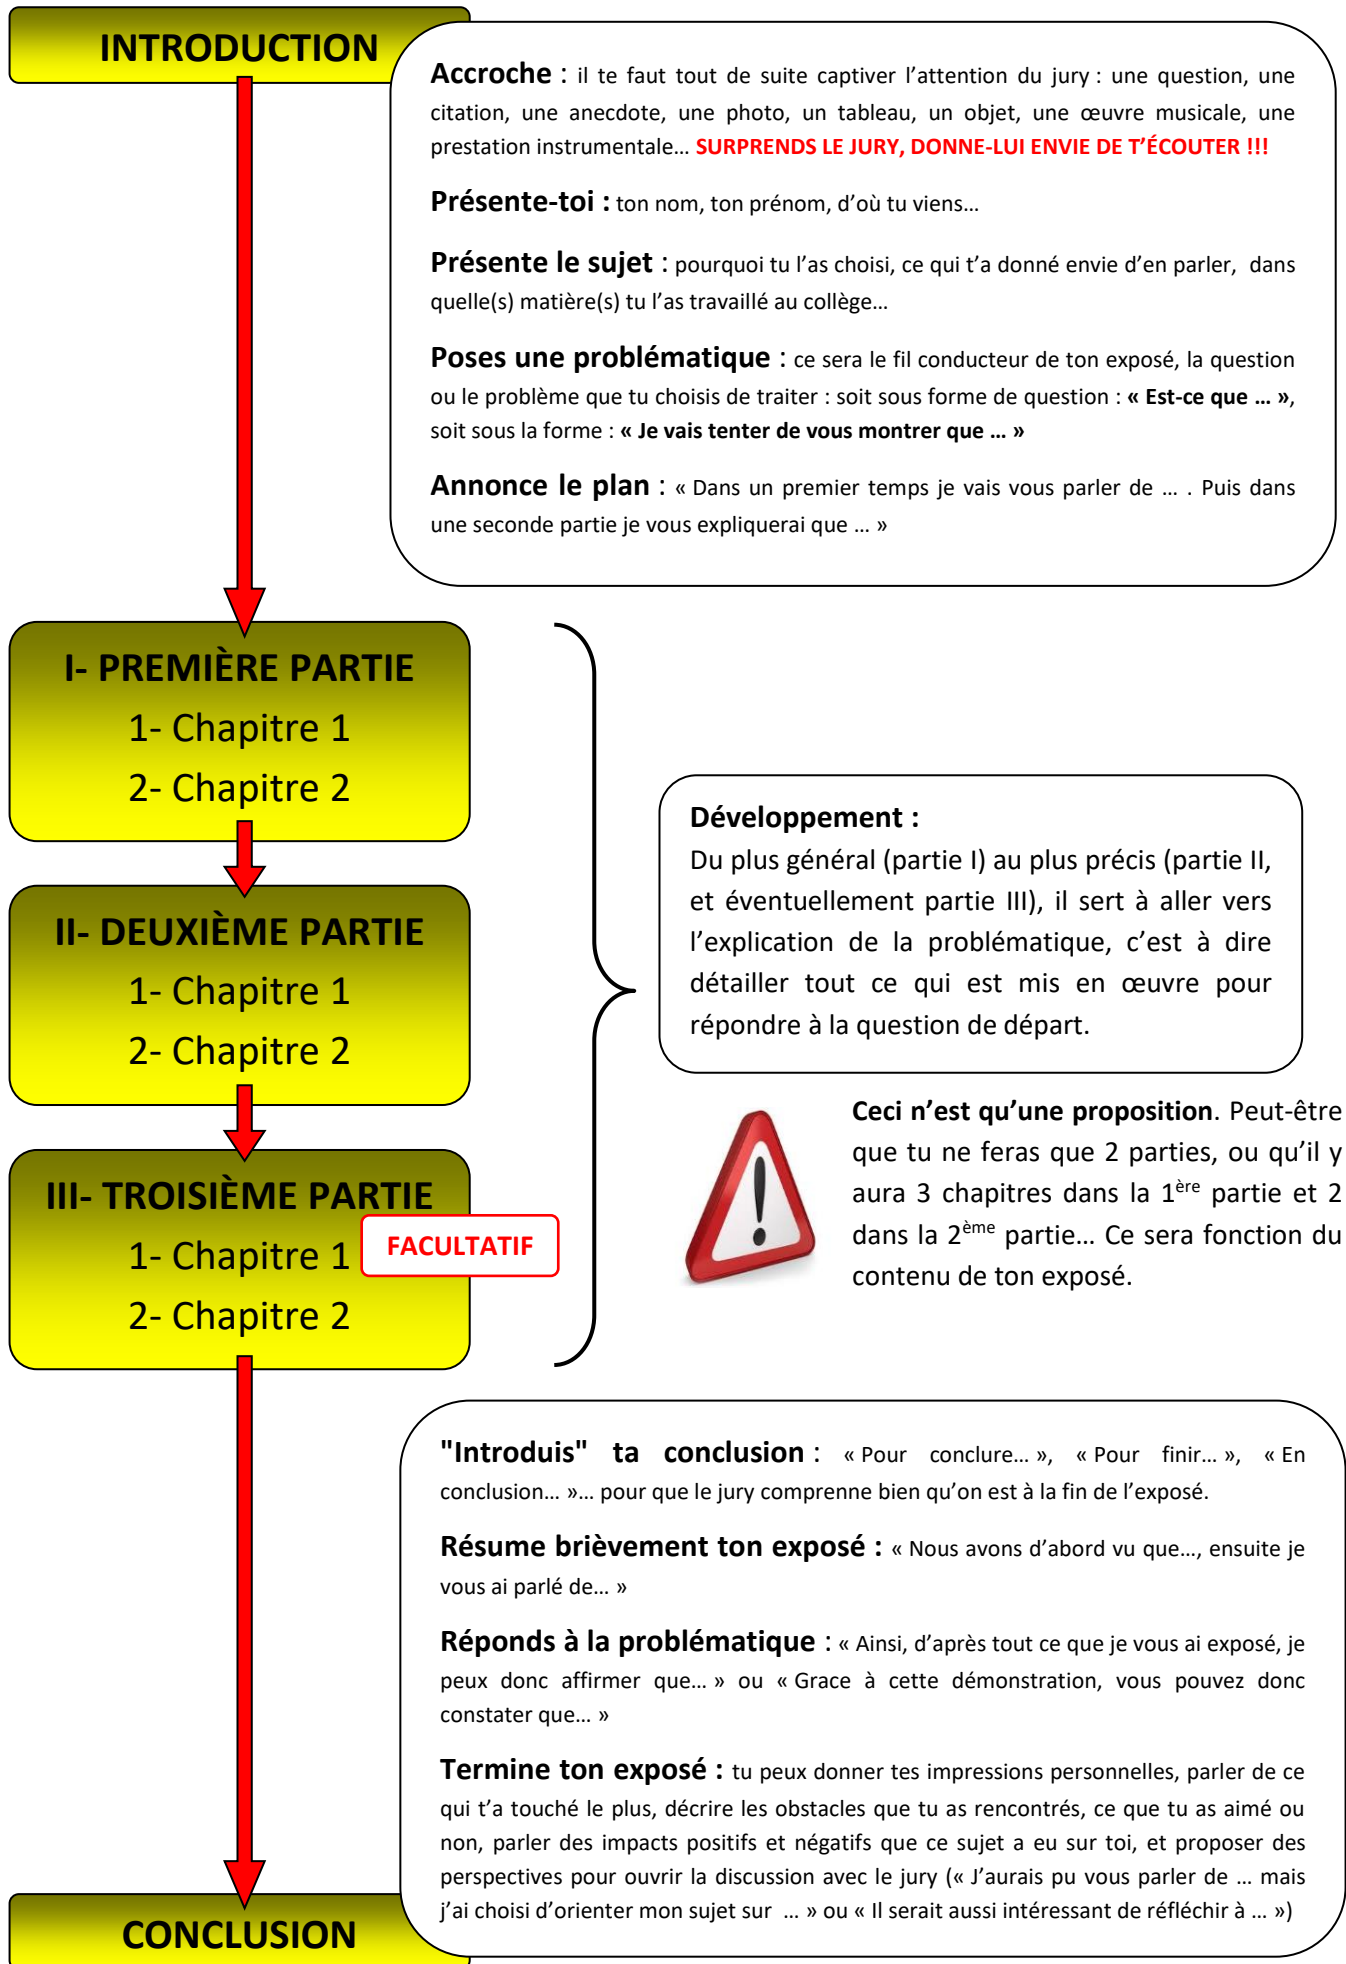 INTRODUCTION
Accroche : il te faut tout de suite captiver l’attention du jury : une question, une
citation, une anecdote, une photo, un tableau, un objet, une œuvre musicale, une
prestation instrumentale… SURPRENDS LE JURY, DONNE-LUI ENVIE DE T’ÉCOUTER !!!
Présente-toi : ton nom, ton prénom, d’où tu viens…
Présente le sujet : pourquoi tu l’as choisi, ce qui t’a donné envie d’en parler, dans
quelle(s) matière(s) tu l’as travaillé au collège…
Poses une problématique : ce sera le fil conducteur de ton exposé, la question
ou le problème que tu choisis de traiter : soit sous forme de question : « Est-ce que … »,
soit sous la forme : « Je vais tenter de vous montrer que … »
Annonce le plan : « Dans un premier temps je vais vous parler de … . Puis dans
une seconde partie je vous expliquerai que … »
I- PREMIÈRE PARTIE
1- Chapitre 1
2- Chapitre 2
II- DEUXIÈME PARTIE
1- Chapitre 1
2- Chapitre 2
III- TROISIÈME PARTIE
1- Chapitre 1
FACULTATIF
2- Chapitre 2
Développement :
Du plus général (partie I) au plus précis (partie II,
et éventuellement partie III), il sert à aller vers
l’explication de la problématique, c’est à dire
détailler tout ce qui est mis en œuvre pour
répondre à la question de départ.
Ceci n’est qu’une proposition. Peut-être
que tu ne feras que 2 parties, ou qu’il y
aura 3 chapitres dans la 1ère partie et 2
dans la 2ème partie… Ce sera fonction du
contenu de ton exposé.
"Introduis" ta conclusion : « Pour conclure… », « Pour finir… », « En
conclusion… »… pour que le jury comprenne bien qu’on est à la fin de l’exposé.
Résume brièvement ton exposé : « Nous avons d’abord vu que…, ensuite je
vous ai parlé de… »
Réponds à la problématique : « Ainsi, d’après tout ce que je vous ai exposé, je
peux donc affirmer que… » ou « Grace à cette démonstration, vous pouvez donc
constater que… »
Termine ton exposé : tu peux donner tes impressions personnelles, parler de ce
qui t’a touché le plus, décrire les obstacles que tu as rencontrés, ce que tu as aimé ou
non, parler des impacts positifs et négatifs que ce sujet a eu sur toi, et proposer des
perspectives pour ouvrir la discussion avec le jury (« J’aurais pu vous parler de … mais
j’ai choisi d’orienter mon sujet sur … » ou « Il serait aussi intéressant de réfléchir à … »)
CONCLUSION